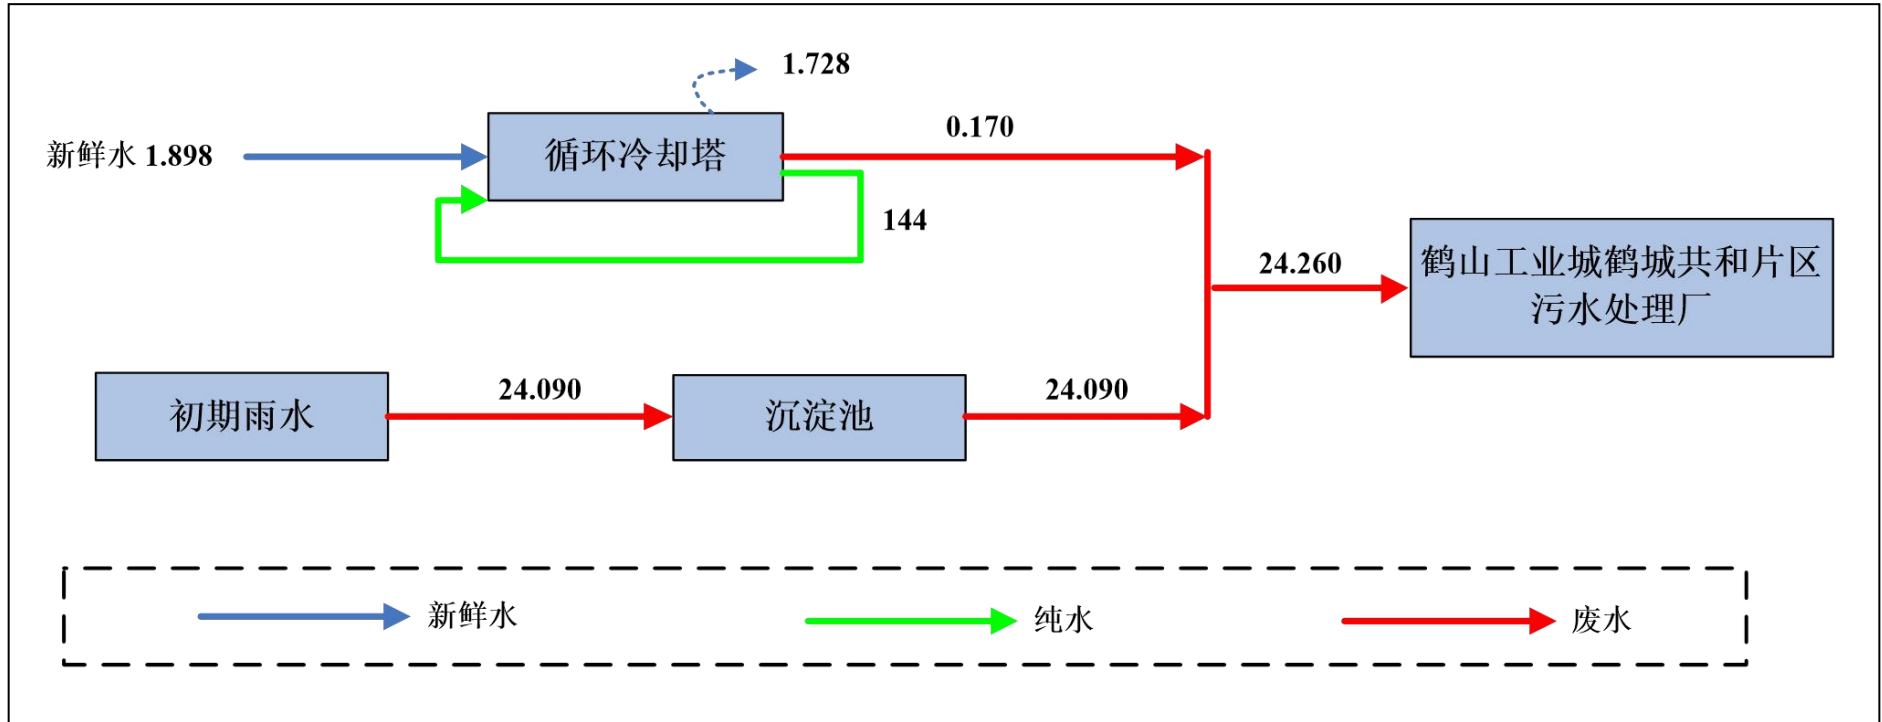 1.728
新鲜水 1.898
循环冷却塔
0.170
144
24.260
鹤山工业城鹤城共和片区
污水处理厂
初期雨水
24.090
沉淀池
24.090
新鲜水
纯水
废水